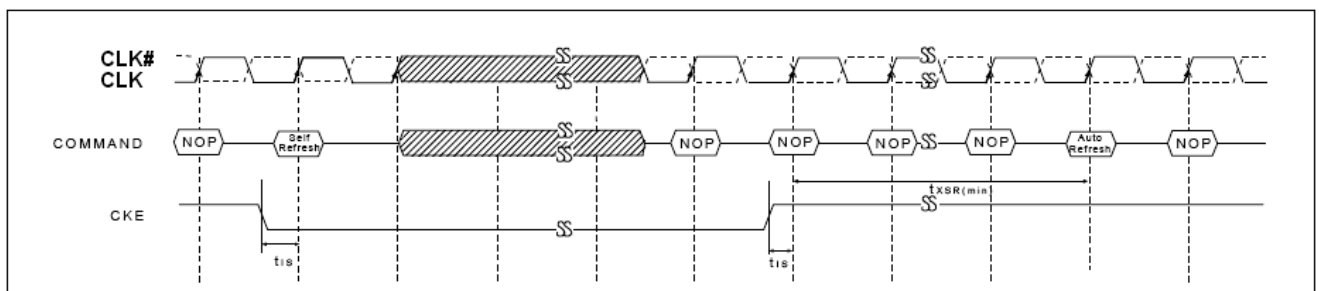 CLK#
CLK
COMMAND
NOP
Self
Refresh
NOP
NOP
NOP
NOP
Auto
Refresh
NOP
tXSR(min)
CKE
tIS
tIS